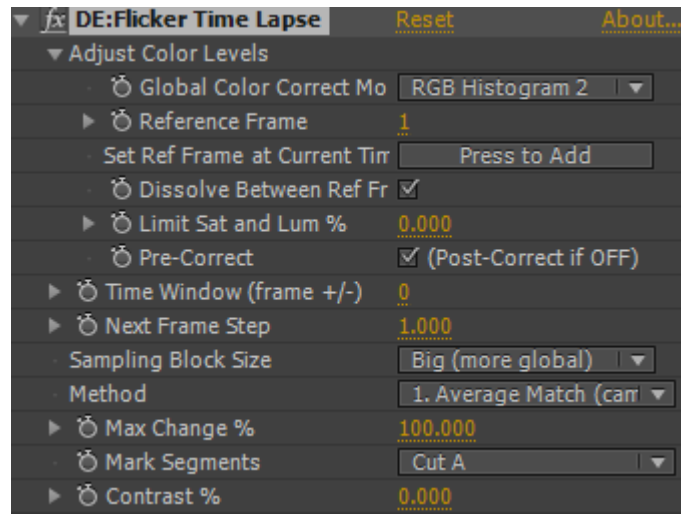 fx DE:Flicker Time Lapse Reset About...
Adjust Color Levels
Global Color Correct Mo RGB Histogram 2
Reference Frame 1
Set Ref Frame at Current Tim Press to Add
Dissolve Between Ref Fr
Limit Sat and Lum % 0.000
Pre-Correct (Post-Correct if OFF)
Time Window (frame +/-) 0
Next Frame Step 1.000
Sampling Block Size Big (more global)
Method 1. Average Match (cam
Max Change % 100.000
Mark Segments Cut A
Contrast % 0.000